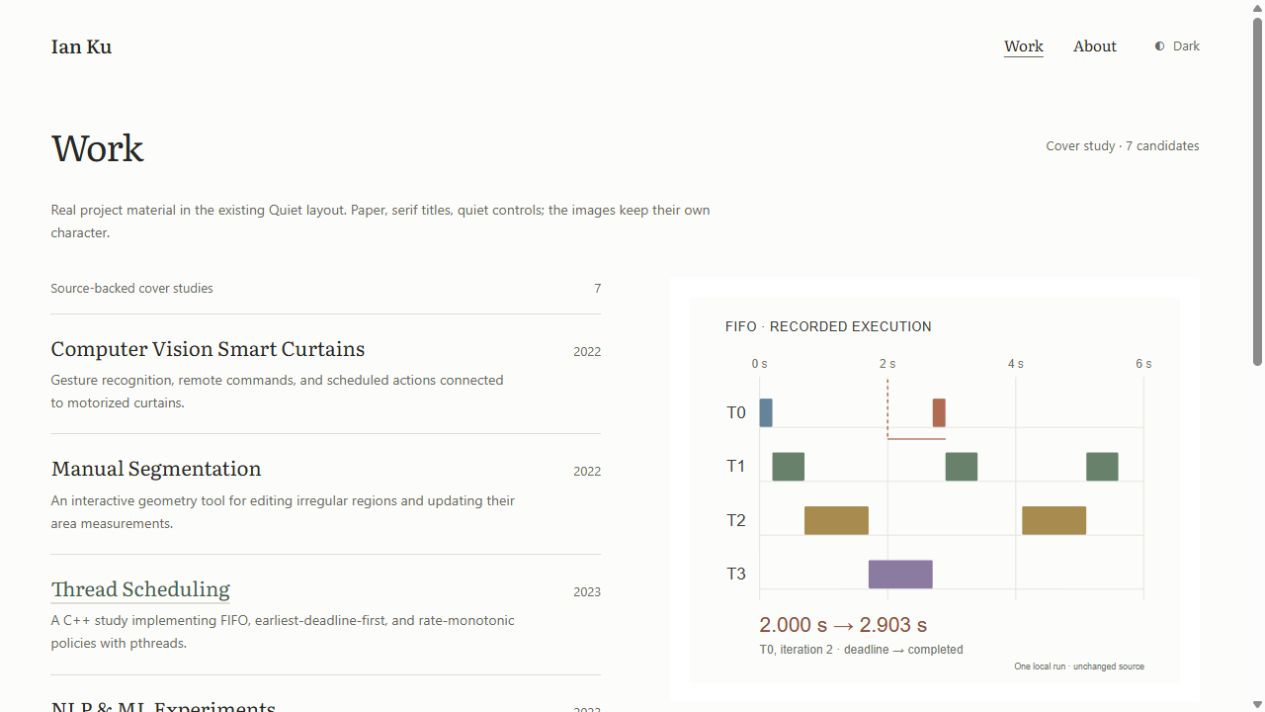 Ian Ku
Work
About
Dark
Work
Cover study · 7 candidates
Real project material in the existing Quiet layout. Paper, serif titles, quiet controls; the images keep their own
character.
Source-backed cover studies
7
Computer Vision Smart Curtains
2022
Gesture recognition, remote commands, and scheduled actions connected
to motorized curtains.
Manual Segmentation
2022
An interactive geometry tool for editing irregular regions and updating their
area measurements.
Thread Scheduling
2023
A C++ study implementing FIFO, earliest-deadline-first, and rate-monotonic
policies with pthreads.
NLP & ML Experiments
2023
FIFO · RECORDED EXECUTION
0 s
2 s
4 s
6 s
T0
T1
T2
T3
2.000 s → 2.903 s
T0, iteration 2 · deadline → completed
One local run · unchanged source